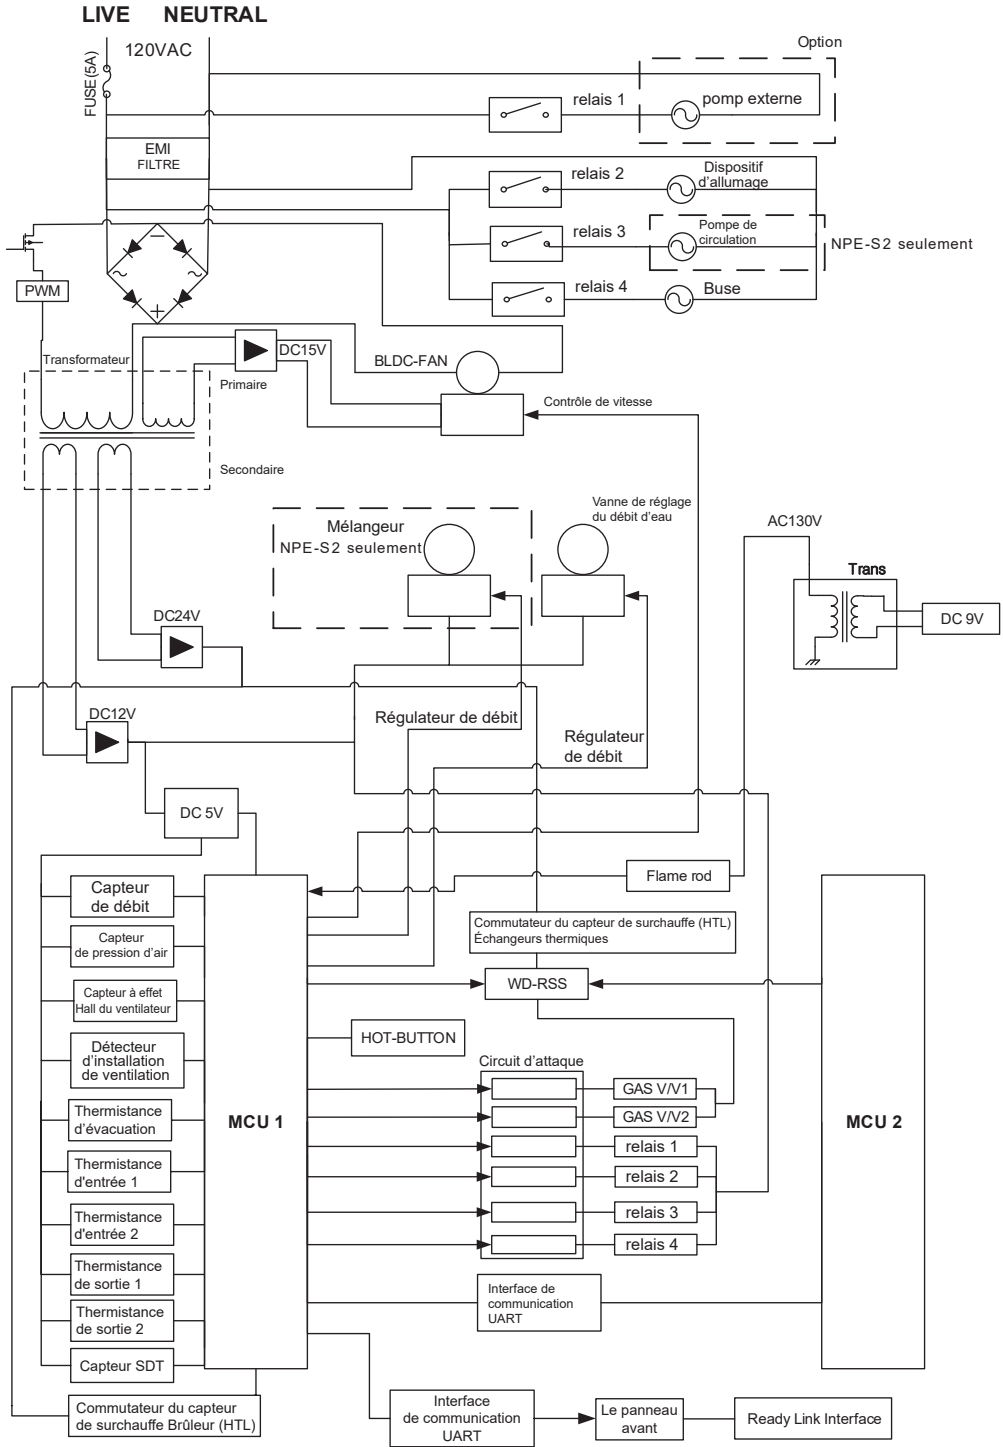 LIVE NEUTRAL
120VAC
FUSE(5A)
Option
relais 1
pomp externe
EMI
FILTRE
relais 2
Dispositif
d'allumage
relais 3
Pompe de
circulation
NPE-S2 seulement
relais 4
Buse
PWM
Transformateur
DC15V
BLDC-FAN
Primaire
Contrôle de vitesse
Secondaire
Mélangeur
NPE-S2 seulement
Vanne de réglage
du débit d'eau
AC130V
Trans
DC 9V
DC24V
DC12V
Régulateur de débit
Régulateur
de débit
DC 5V
Flame rod
Capteur
de débit
Commutateur du capteur de surchauffe (HTL)
Échangeurs thermiques
Capteur
de pression d'air
WD-RSS
Capteur à effet
Hall du ventilateur
HOT-BUTTON
Détecteur
d'installation
de ventilation
Circuit d'attaque
GAS V/V1
GAS V/V2
Thermistance
d'évacuation
MCU 1
MCU 2
relais 1
Thermistance
d'entrée 1
relais 2
Thermistance
d'entrée 2
relais 3
relais 4
Thermistance
de sortie 1
Interface de
communication
UART
Thermistance
de sortie 2
Capteur SDT
Commutateur du capteur
de surchauffe Brûleur (HTL)
Interface
de communication
UART
Le panneau
avant
Ready Link Interface